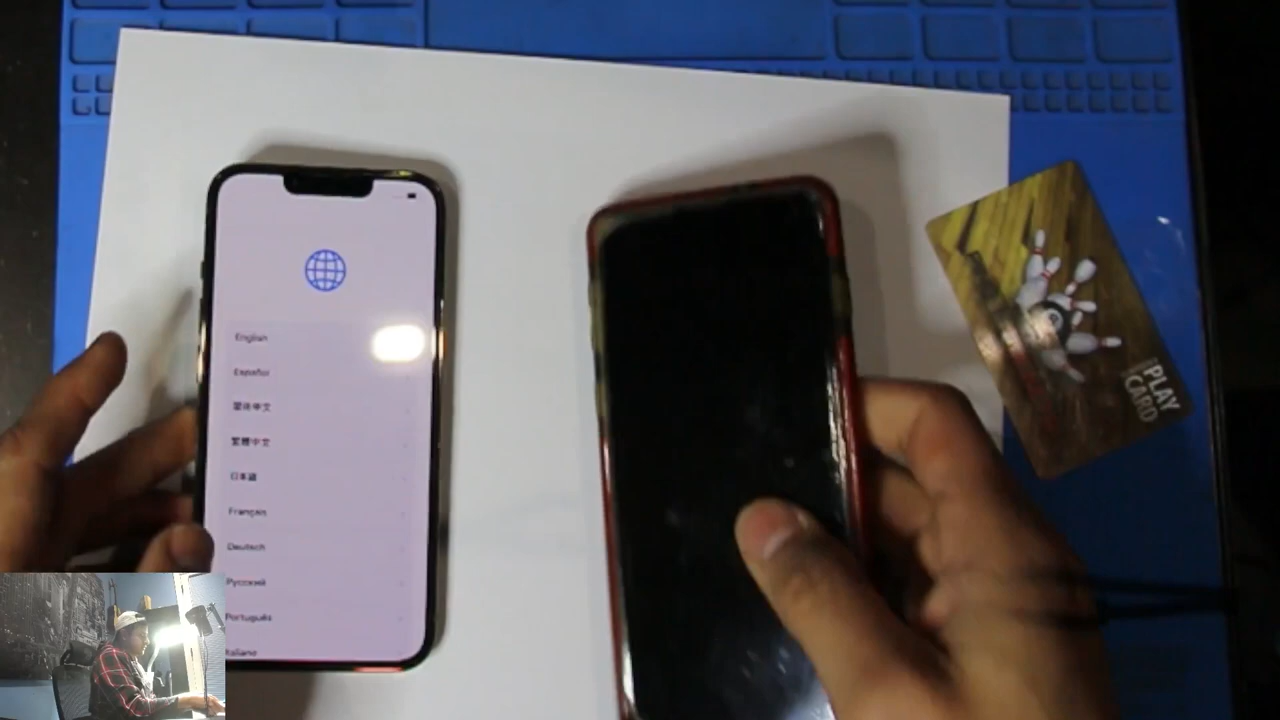 English
Español
简体中文
繁體中文
日本語
Français
Deutsch
Русский
Português
Italiano
PLAY
CARD